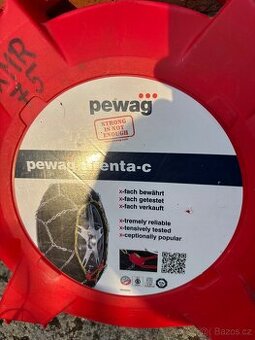 pewag
STRONG
IS NOT
ENOUGH
pewag
enta-c
x-fach bewährt
x-fach getestet
x-fach verkauft
x-tremely reliable
x-tensively tested
x-ceptionally popular
Bazos.cz